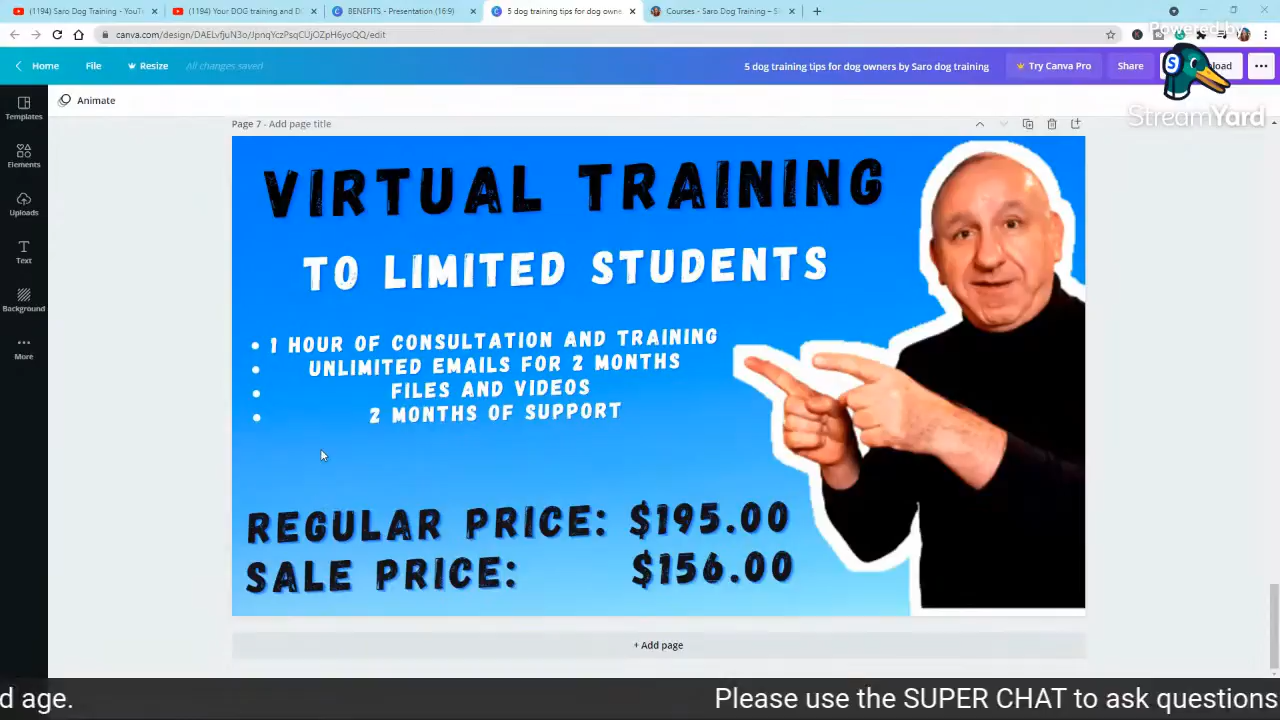 (1194) Saro Dog Training - YouT
(1194) Your DOG training and D
BENEFITS - Presentation (16:9)
5 dog training tips for dog owne
Courses - Saro Dog Training – S
canva.com/design/DAELvfjuN3o/JpnqYczPsqCUjOZpH6yoQQ/edit
Powered by
Home
File
Resize
All changes saved
5 dog training tips for dog owners by Saro dog training
Try Canva Pro
Share
StreamYard
Animate
Templates
Elements
Uploads
Text
Background
More
Page 7 - Add page title
VIRTUAL TRAINING
TO LIMITED STUDENTS
• 1 HOUR OF CONSULTATION AND TRAINING
• UNLIMITED EMAILS FOR 2 MONTHS
• FILES AND VIDEOS
• 2 MONTHS OF SUPPORT
REGULAR PRICE: $195.00
SALE PRICE: $156.00
+ Add page
d age.
Please use the SUPER CHAT to ask questions